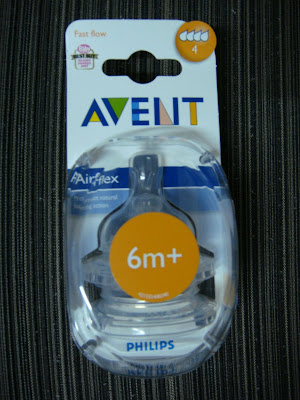 Fast flow
4
AVENT
Airflex
6m+
PHILIPS